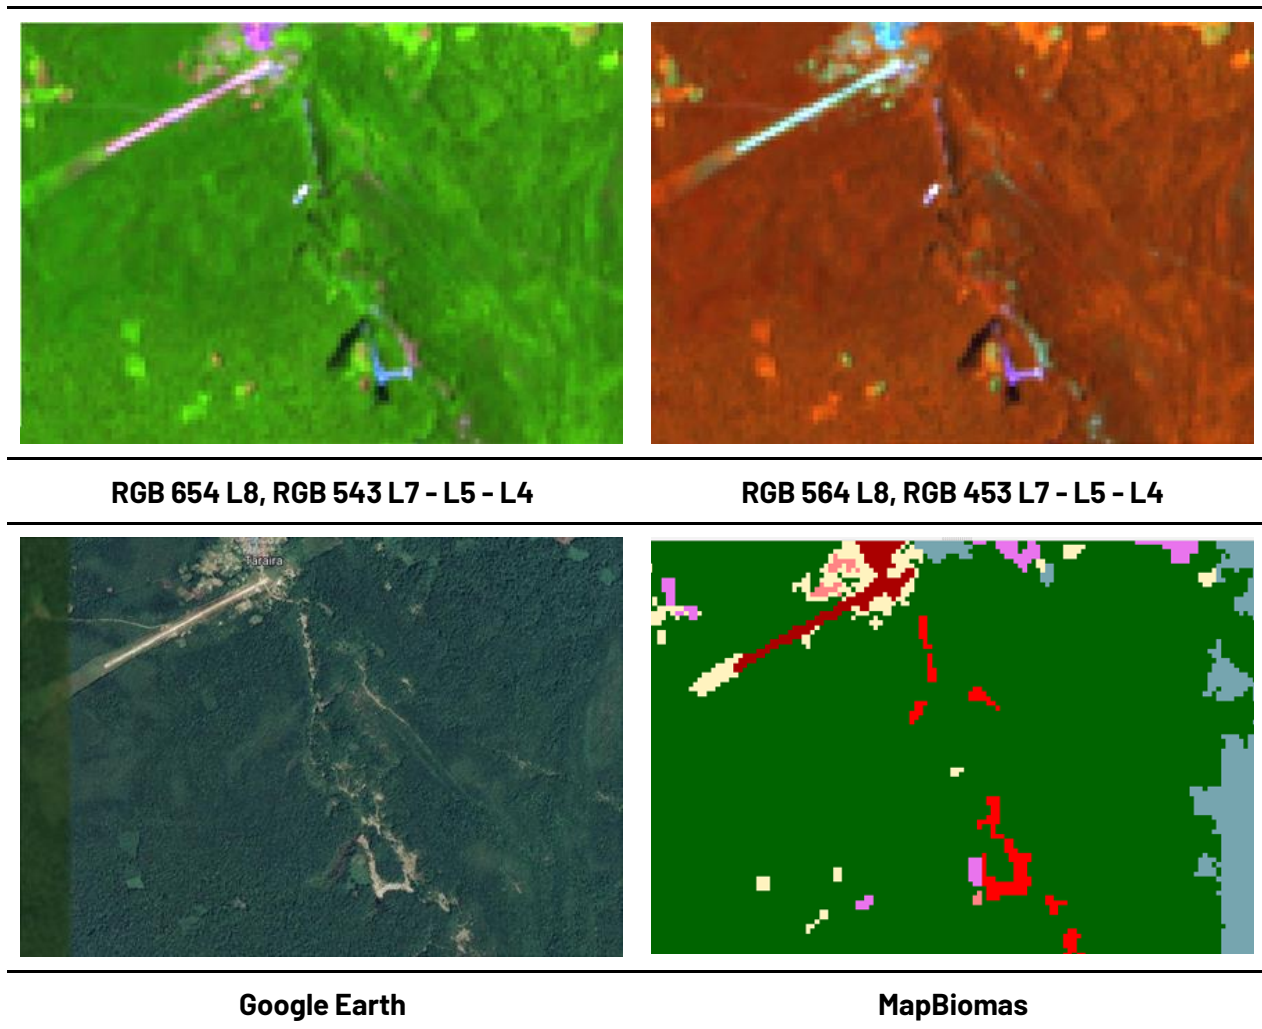 RGB 654 L8, RGB 543 L7 - L5 - L4
RGB 564 L8, RGB 453 L7 - L5 - L4
Taraira
Google Earth
MapBiomas